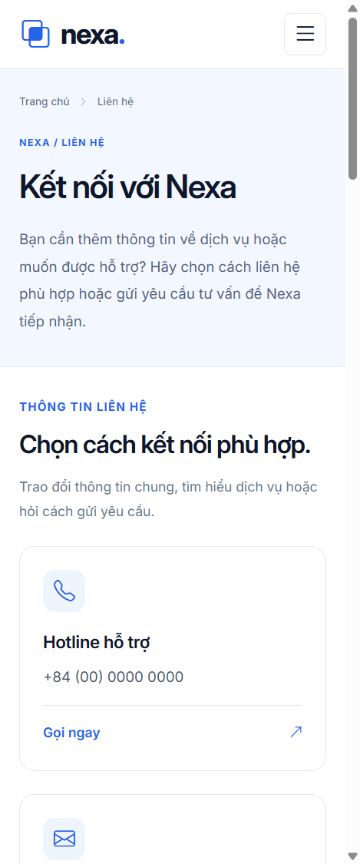 nexa.
Trang chủ > Liên hệ
NEXA / LIÊN HỆ
Kết nối với Nexa
Bạn cần thêm thông tin về dịch vụ hoặc
muốn được hỗ trợ? Hãy chọn cách liên hệ
phù hợp hoặc gửi yêu cầu tư vấn để Nexa
tiếp nhận.
THÔNG TIN LIÊN HỆ
Chọn cách kết nối phù hợp.
Trao đổi thông tin chung, tìm hiểu dịch vụ hoặc
hỏi cách gửi yêu cầu.
Hotline hỗ trợ
+84 (00) 0000 0000
Gọi ngay